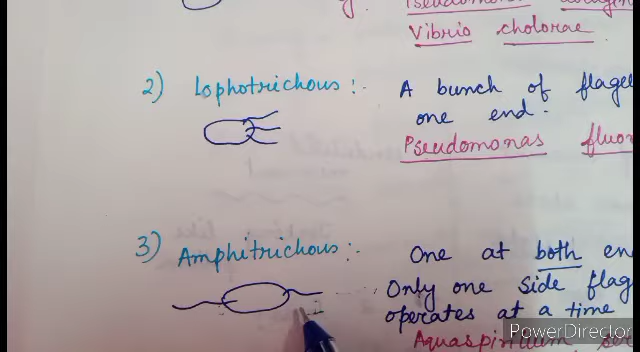 Vibrio cholorae
2) Lophotrichous :- A bunch of
one end.
Pseudomonas
3) Amphitrichous :- One at both
Only one side
operates at a time
PowerDirector